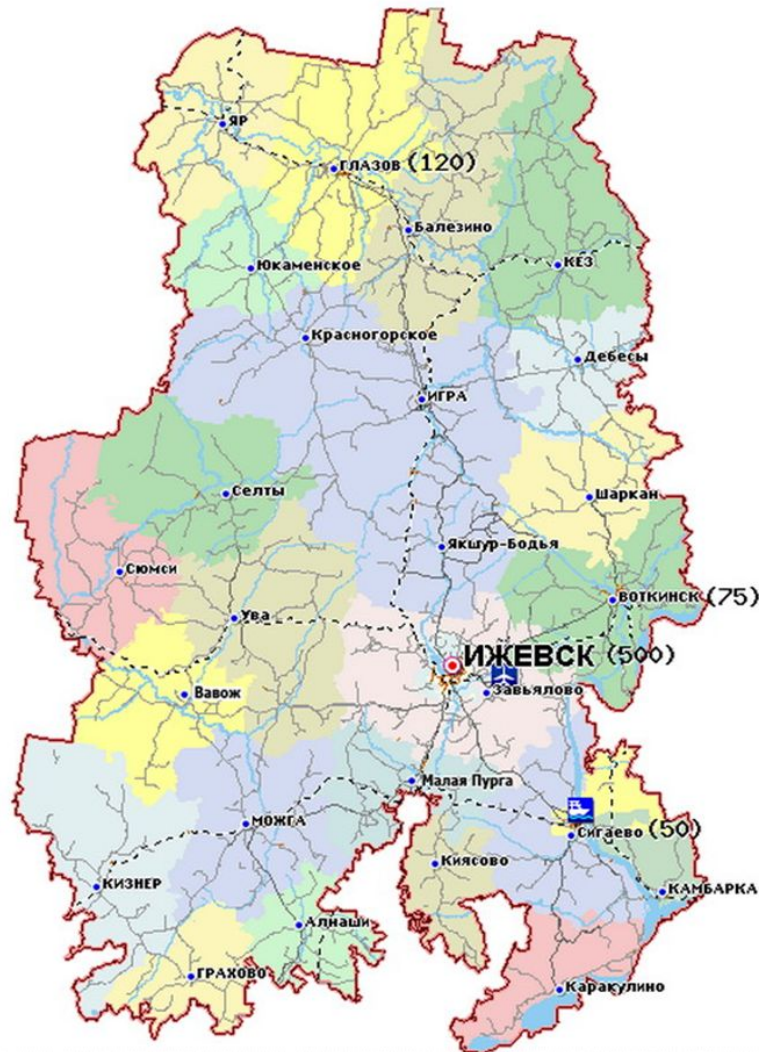 ЯР
ГЛАЗОВ (120)
Балезино
КЕЗ
Юкаменское
Красногорское
Дебесы
ИГРА
Селты
Шаркан
Якшур-Бодья
Сюмси
ВОТКИНСК (75)
Ува
ИЖЕВСК (500)
Завьялово
Вавож
Малая Пурга
МОЖГА
Сигаево (50)
Киясово
КИЗНЕР
КАМБАРКА
Алнаши
ГРАХОВО
Каракулино